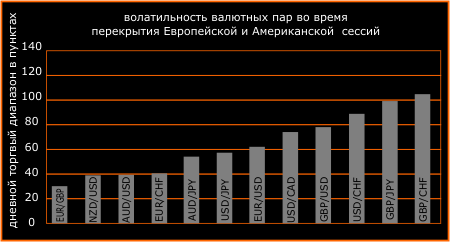 волатильность валютных пар во время
перекрытия Европейской и Американской сессий
дневной торгвый диапазон в пунктах
140
120
100
80
60
40
20
0
EUR/GBP
NZD/USD
AUD/USD
EUR/CHF
AUD/JPY
USD/JPY
EUR/USD
USD/CAD
GBP/USD
USD/CHF
GBP/JPY
GBP/CHF